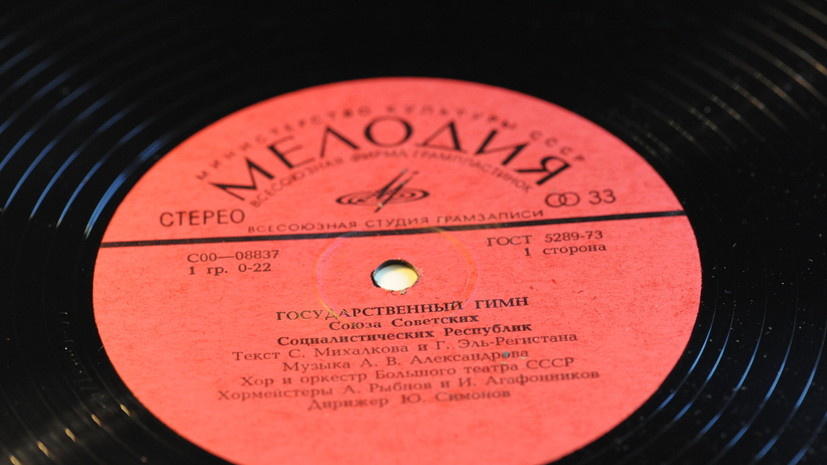 МИНИСТЕРСТВО КУЛЬТУРЫ СССР
МЕЛОДИЯ
ВСЕСОЮЗНАЯ ФИРМА ГРАМПЛАСТИНОК
СТЕРЕО
33
ВСЕСОЮЗНАЯ СТУДИЯ ГРАМЗАПИСИ
С00—08837
1 гр. 0-22
ГОСТ 5289-73
1 сторона
ГОСУДАРСТВЕННЫЙ ГИМН
Союза Советских
Социалистических Республик
Текст С. Михалкова и Г. Эль-Регистана
Музыка А. В. Александрова
Хор и оркестр Большого театра СССР
Хормейстеры А. Рыбнов и И. Агафонников
Дирижер Ю. Симонов